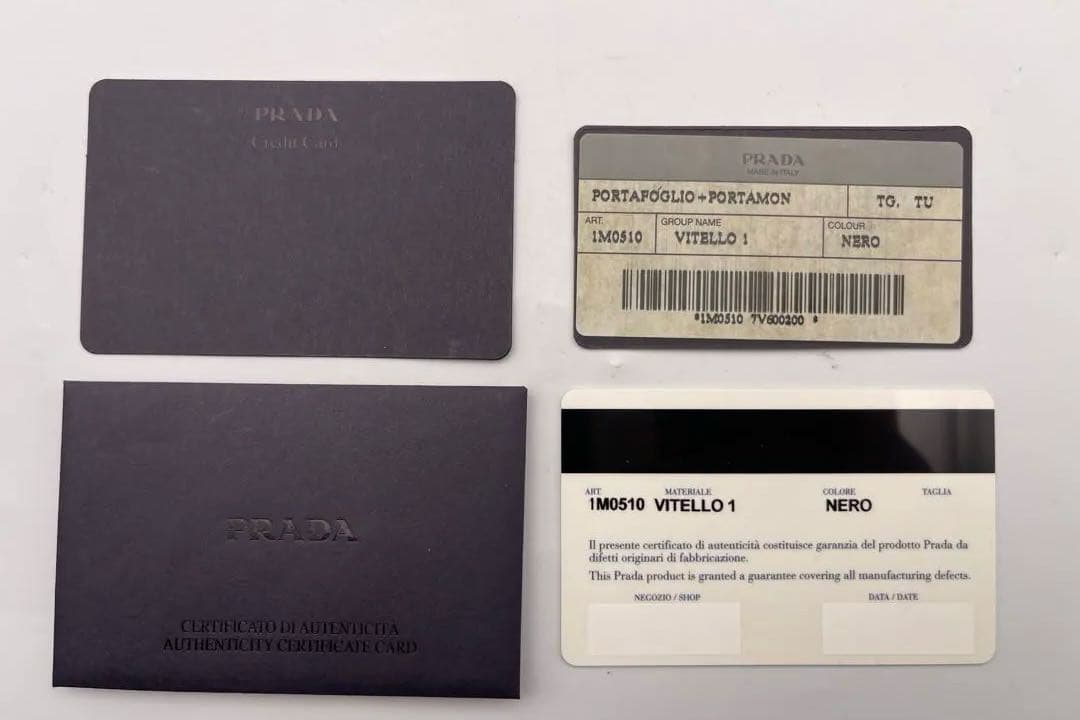 PRADA
Credit Card
PRADA
MADE IN ITALY
PORTAFOGLIO+PORTAMON
TG. TU
ART. GROUP NAME COLOUR
1M0510 VITELLO 1 NERO
*1M0510 7V600200 *
PRADA
CERTIFICATO DI AUTENTICITÀ
AUTHENTICITY CERTIFICATE CARD
ART. MATERIALE COLORE TAGLIA
1M0510 VITELLO 1 NERO
Il presente certificato di autenticità costituisce garanzia del prodotto Prada da
difetti originari di fabbricazione.
This Prada product is granted a guarantee covering all manufacturing defects.
NEGOZIO / SHOP DATA / DATE